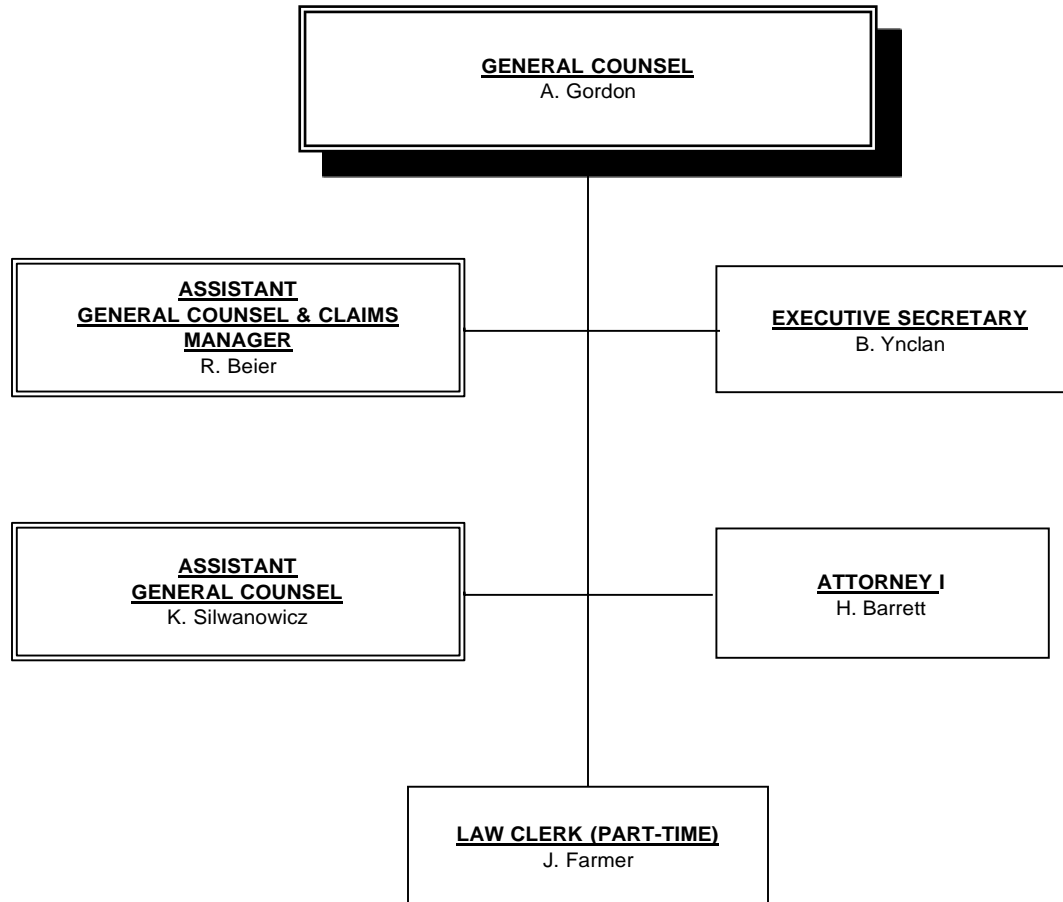 GENERAL COUNSEL
A. Gordon
ASSISTANT
GENERAL COUNSEL & CLAIMS
MANAGER
R. Beier
EXECUTIVE SECRETARY
B. Ynclan
ASSISTANT
GENERAL COUNSEL
K. Silwanowicz
ATTORNEY I
H. Barrett
LAW CLERK (PART-TIME)
J. Farmer